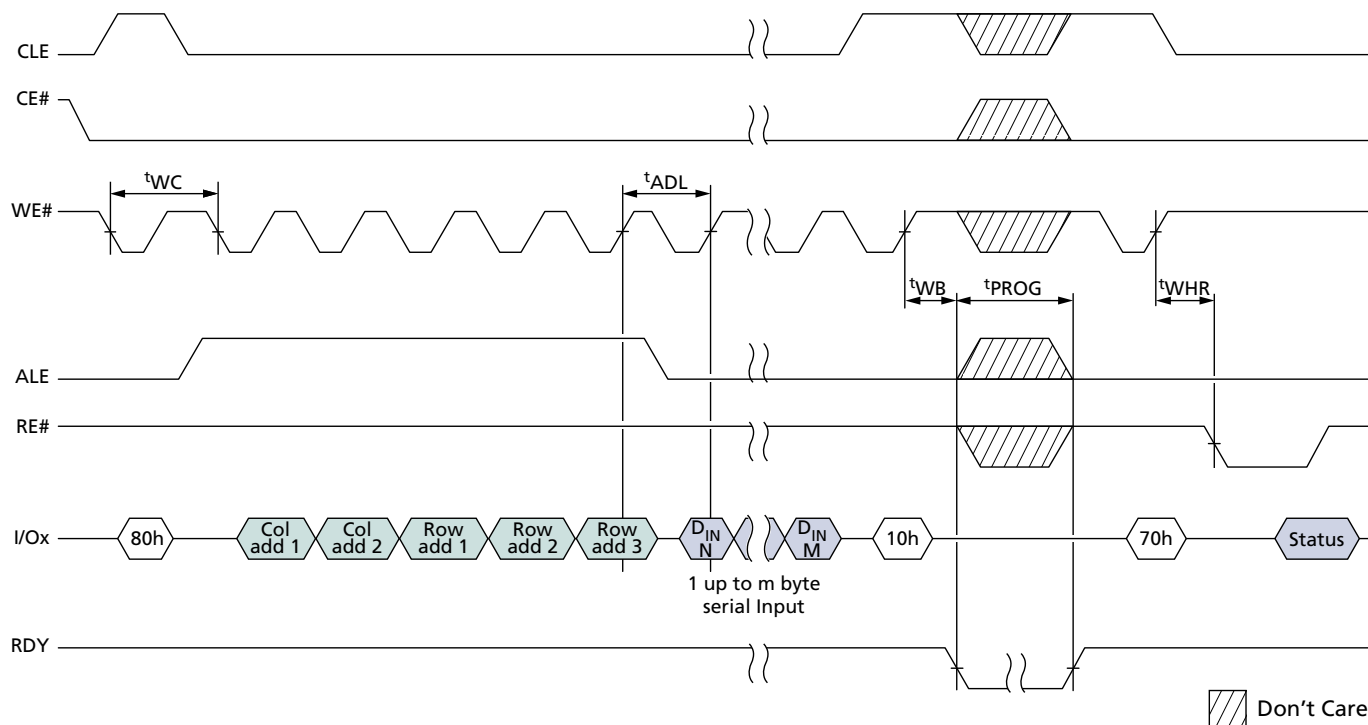 CLE
CE#
tWC
tADL
WE#
tWB
tPROG
tWHR
ALE
RE#
I/Ox
80h
Col add 1
Col add 2
Row add 1
Row add 2
Row add 3
DIN N
DIN M
10h
70h
Status
1 up to m byte
serial Input
RDY
Don't Care